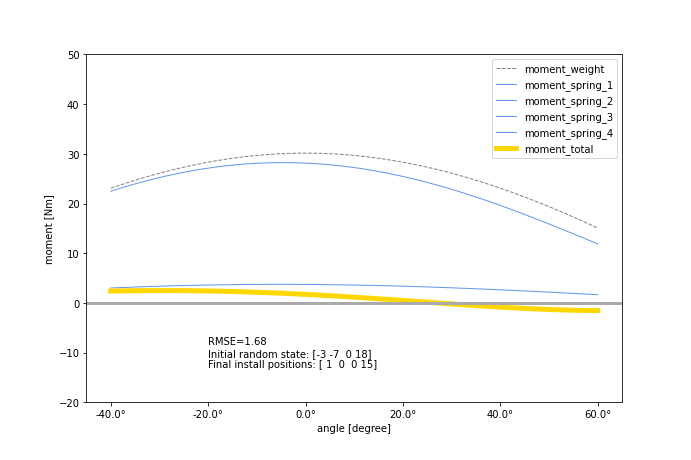 50
40
30
20
10
0
−10
−20
moment [Nm]
moment_weight
moment_spring_1
moment_spring_2
moment_spring_3
moment_spring_4
moment_total
RMSE=1.68
Initial random state: [-3 -7  0 18]
Final install positions: [ 1  0  0 15]
-40.0° -20.0° 0.0° 20.0° 40.0° 60.0°
angle [degree]